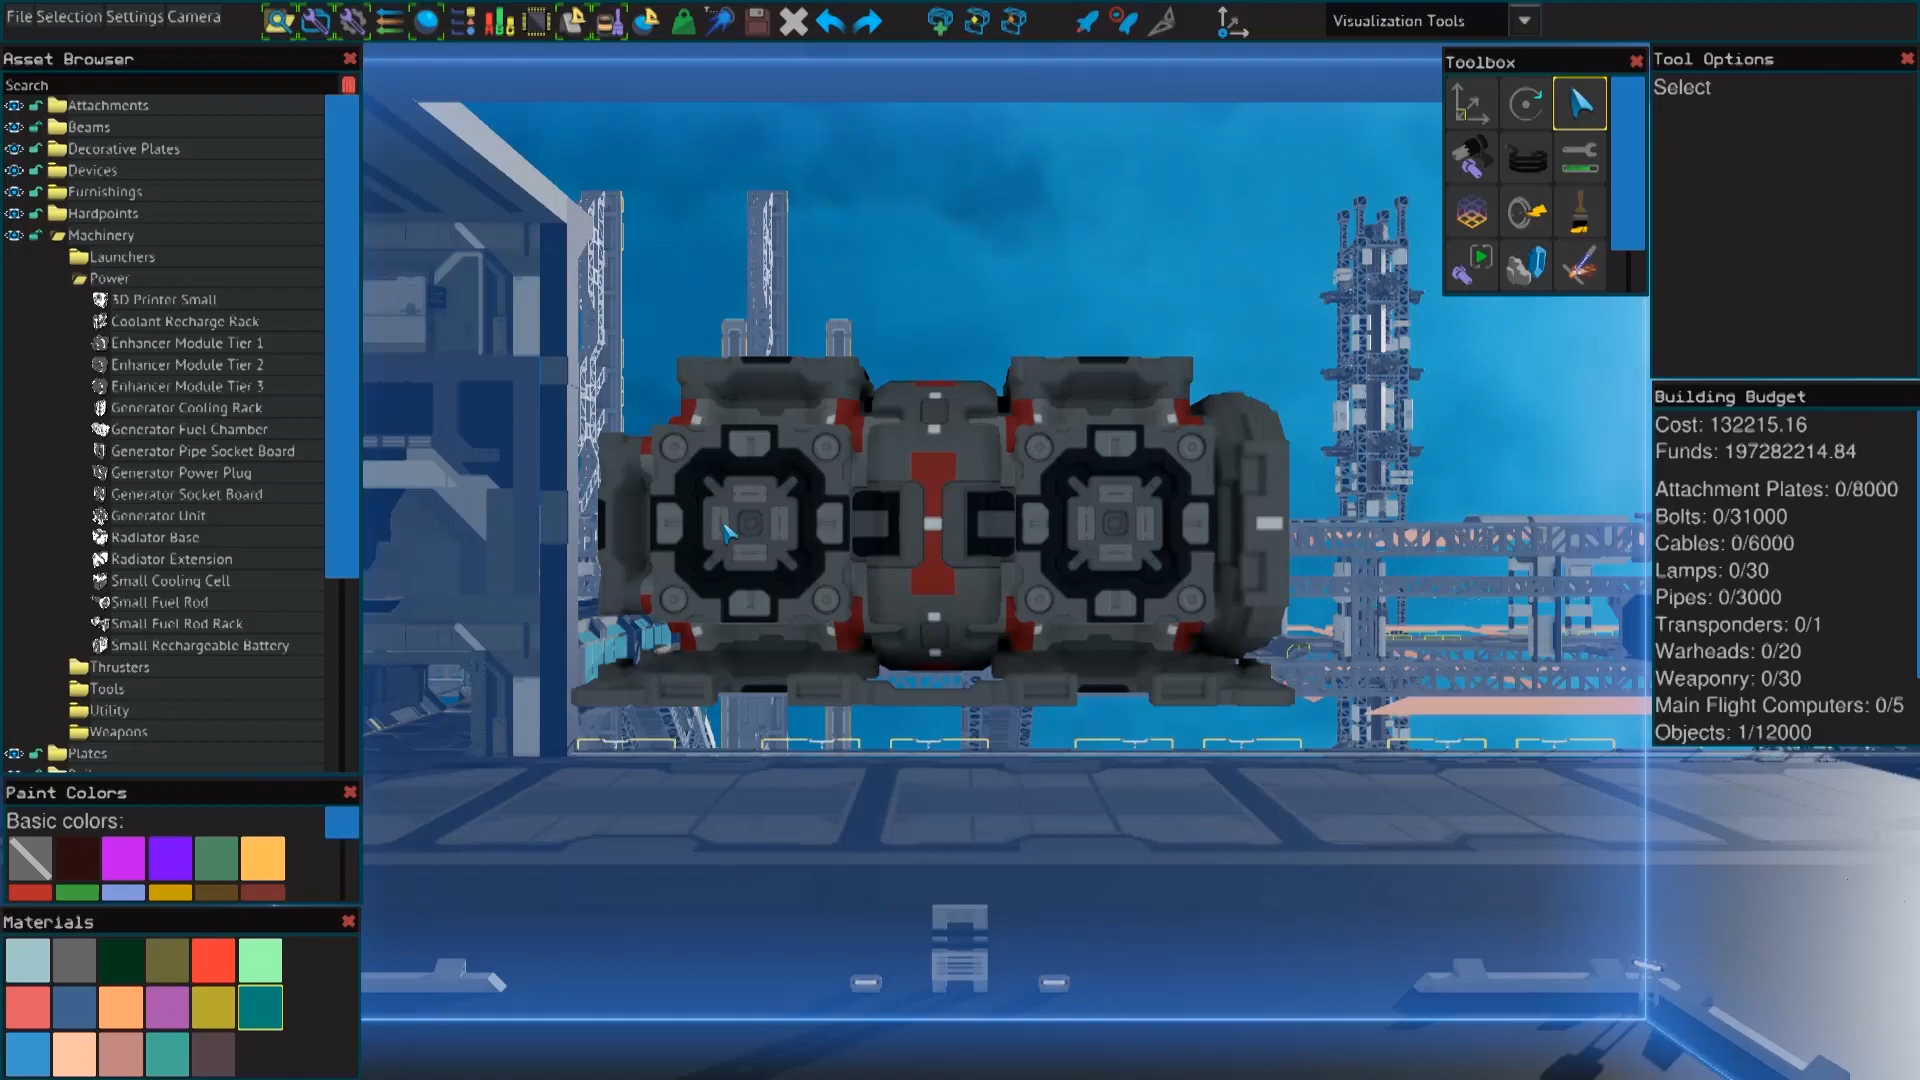 File Selection Settings Camera
Visualization Tools
Asset Browser
Search
Attachments
Beams
Decorative Plates
Devices
Furnishings
Hardpoints
Machinery
Launchers
Power
3D Printer Small
Coolant Recharge Rack
Enhancer Module Tier 1
Enhancer Module Tier 2
Enhancer Module Tier 3
Generator Cooling Rack
Generator Fuel Chamber
Generator Pipe Socket Board
Generator Power Plug
Generator Socket Board
Generator Unit
Radiator Base
Radiator Extension
Small Cooling Cell
Small Fuel Rod
Small Fuel Rod Rack
Small Rechargeable Battery
Thrusters
Tools
Utility
Weapons
Plates
Paint Colors
Basic colors:
Materials
Toolbox
Tool Options
Select
Building Budget
Cost: 132215.16
Funds: 197282214.84
Attachment Plates: 0/8000
Bolts: 0/31000
Cables: 0/6000
Lamps: 0/30
Pipes: 0/3000
Transponders: 0/1
Warheads: 0/20
Weaponry: 0/30
Main Flight Computers: 0/5
Objects: 1/12000